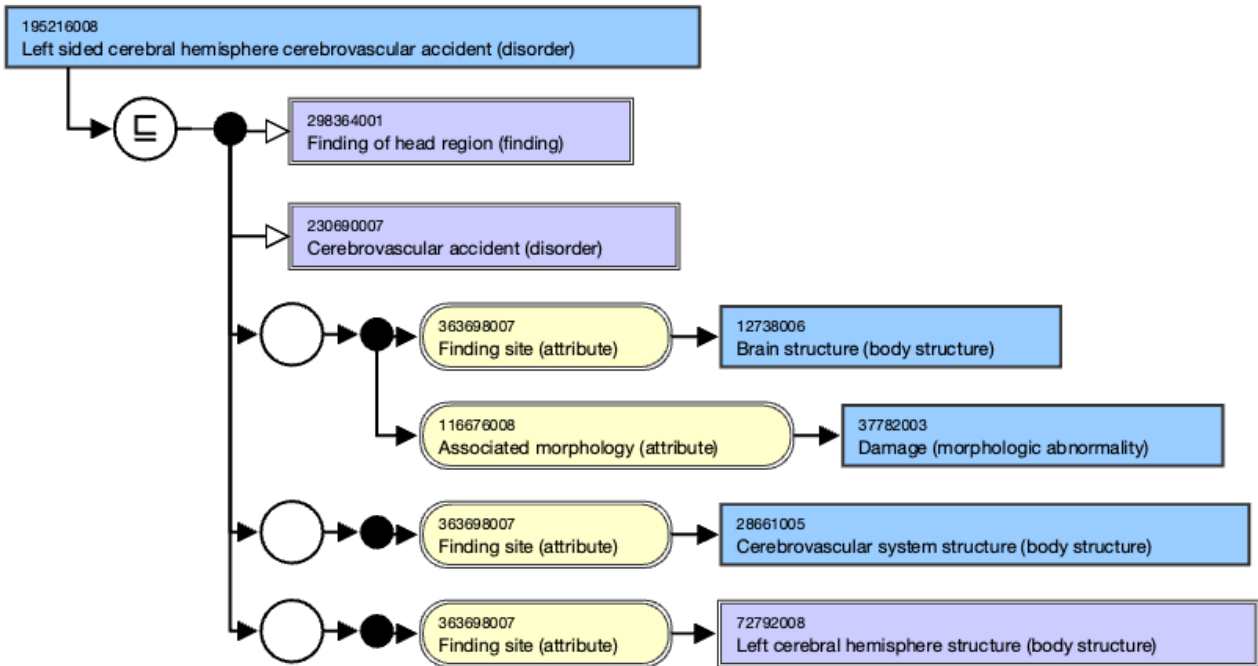 195216008
Left sided cerebral hemisphere cerebrovascular accident (disorder)
⊑
298364001
Finding of head region (finding)
230690007
Cerebrovascular accident (disorder)
363698007
Finding site (attribute)
12738006
Brain structure (body structure)
116676008
Associated morphology (attribute)
37782003
Damage (morphologic abnormality)
363698007
Finding site (attribute)
28661005
Cerebrovascular system structure (body structure)
363698007
Finding site (attribute)
72792008
Left cerebral hemisphere structure (body structure)